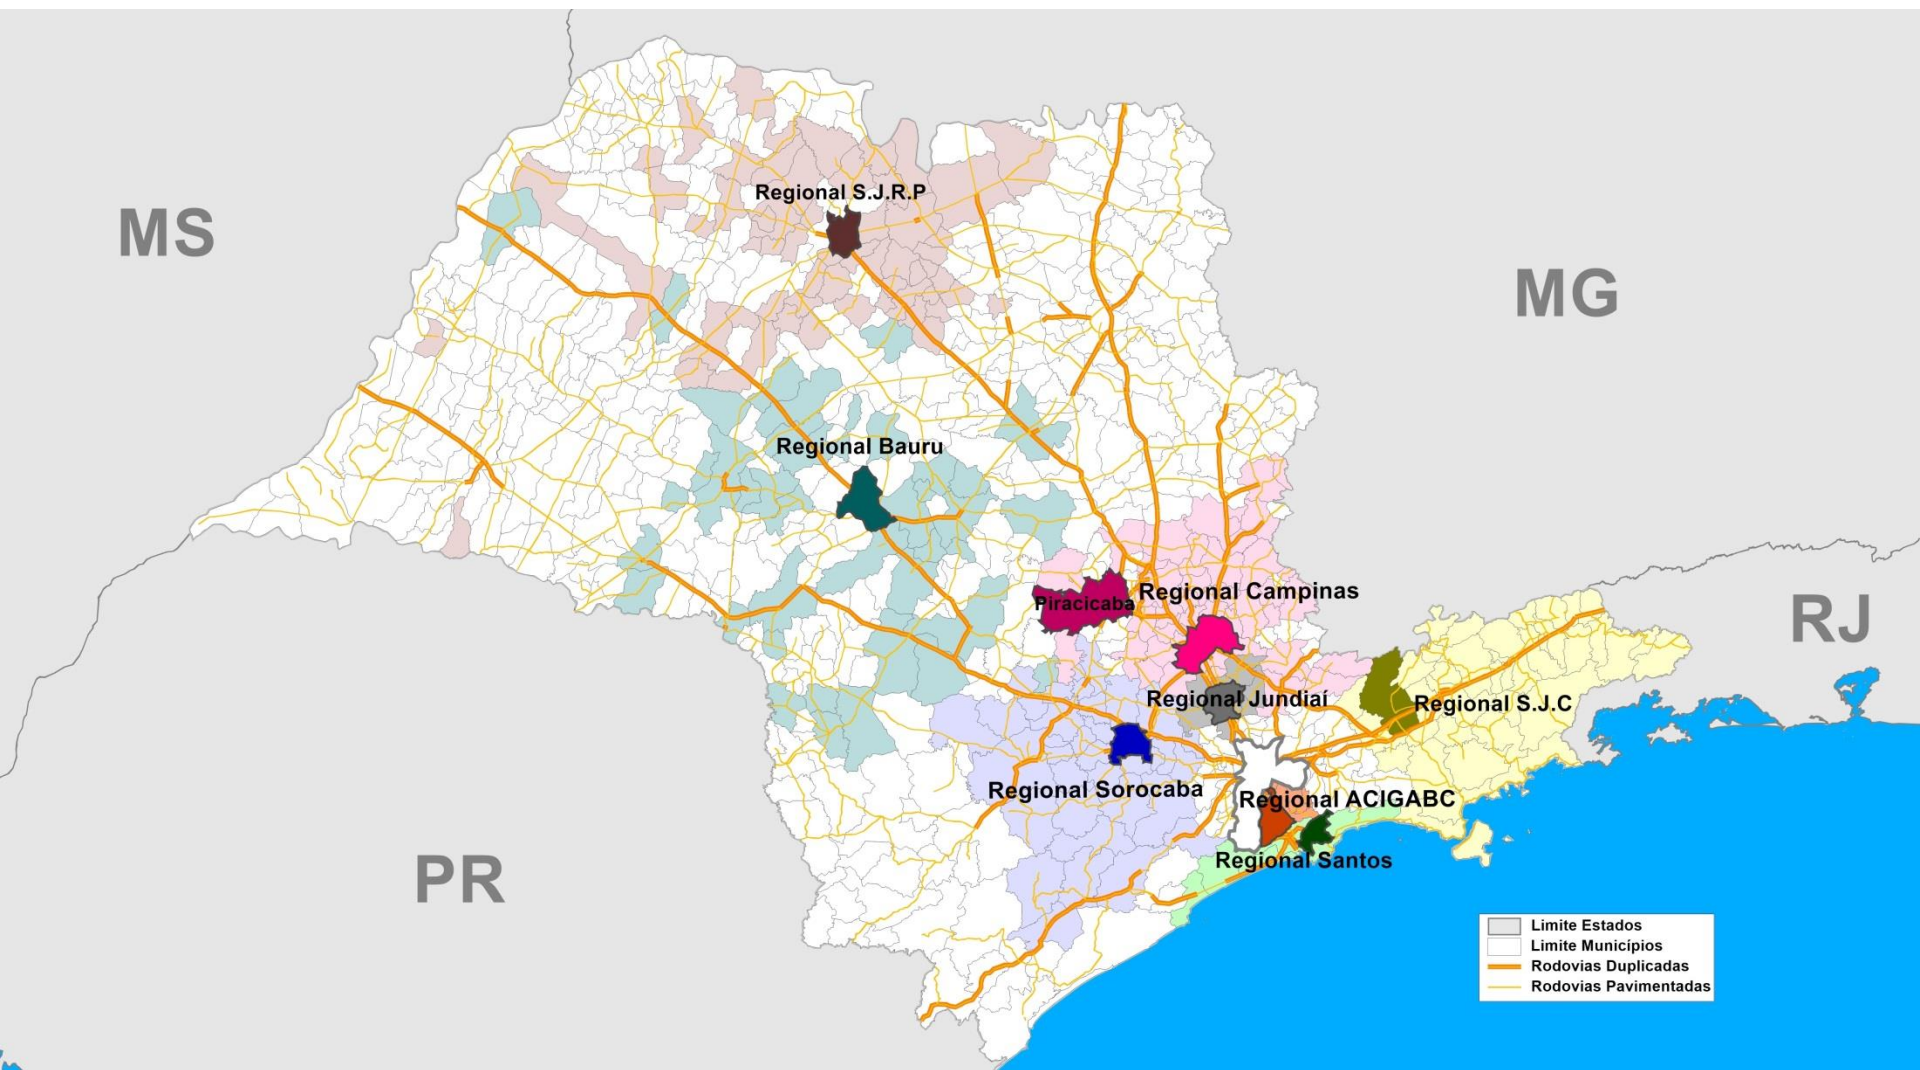 Regional S.J.R.P
MS
MG
Regional Bauru
Regional Campinas
Piracicaba
RJ
Regional Jundiaí
Regional S.J.C
Regional Sorocaba
Regional ACIGABC
Regional Santos
PR
Limite Estados
Limite Municípios
Rodovias Duplicadas
Rodovias Pavimentadas